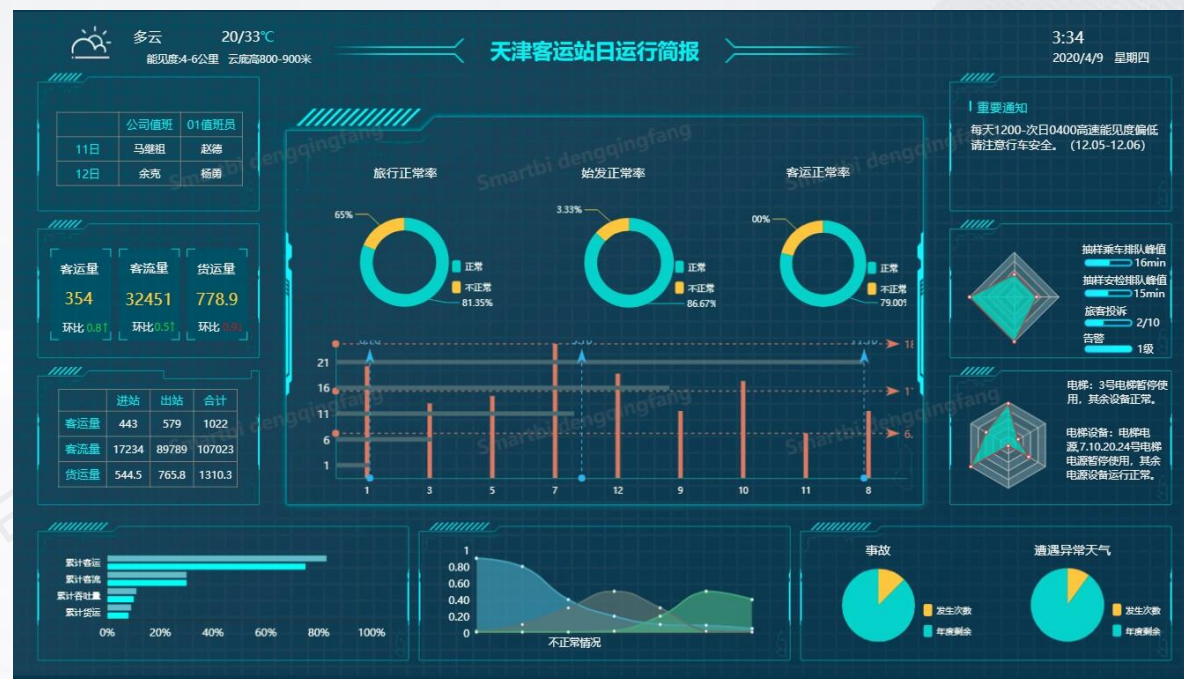 多云 20/33℃
能见度:4-6公里 云底高800-900米
天津客运站日运行简报
3:34
2020/4/9 星期四
公司值班 01值班员
11日 马继祖 赵德
12日 余克 杨勇
客运量 客流量 货运量
354 32451 778.9
环比 0.8↑ 环比0.5↑ 环比 0.9↓
进站 出站 合计
客运量 443 579 1022
客流量 17234 89789 107023
货运量 544.5 765.8 1310.3
旅行正常率
65%
正常
不正常
81.35%
始发正常率
3.33%
正常
不正常
86.67%
客运正常率
00%
正常
不正常
79.00%
21
16
11
6
1
1 3 5 7 12 9 10 11 8
18
6.
重要通知
每天1200-次日0400高速能见度偏低
请注意行车安全。（12.05-12.06）
抽样乘车排队峰值
16min
抽样安检排队峰值
15min
旅客投诉
2/10
告警
1级
电梯：3号电梯暂停使
用，其余设备正常。
电梯设备：电梯电
源,7.10.20.24号电梯
电源暂停使用，其余
电源设备运行正常。
累计客运
累计客流
累计吞吐量
累计货运
0% 20% 40% 60% 80% 100%
1
0.80
0.60
0.40
0.20
0
不正常情况
事故
发生次数
年度剩余
遭遇异常天气
发生次数
年度剩余
Smartbi dengqingfang
Smartbi dengqingfang